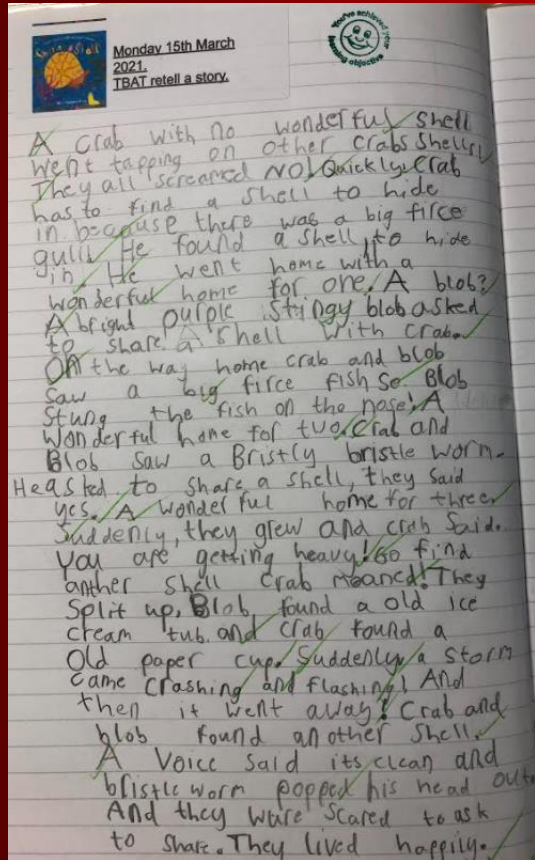 Monday 15th March
2021.
TBAT retell a story.
You've achieved your
learning objective
A crab with no wonderful shell
went tapping on other crabs shells,
They all screamed NO! Quickly, Crab
has to find a shell to hide
in because there was a big firce
gull. He found a shell to hide
in. He went home with a
wonderful home for one. A blob?
A bright purple stingy blob asked
to share a shell with crab.
On the way home crab and blob
saw a big firce fish so Blob
Stung the fish on the nose! A
wonderful home for two. Crab and
Blob saw a Bristly bristle worm.
He asted to share a shell, they said
yes. A wonderful home for three
Suddenly, they grew and crab said.
You are getting heavy! Go find
anther shell Crab moaned! They
Split up, Blob found a old ice
cream tub. and crab found a
Old paper cup. Suddenly, a storm
came crashing and flashing! And
then it went away! Crab and
blob found another shell.
A voice said its clean and
bristle worm popped his head out
And they wure scared to ask
to share. They lived happily.